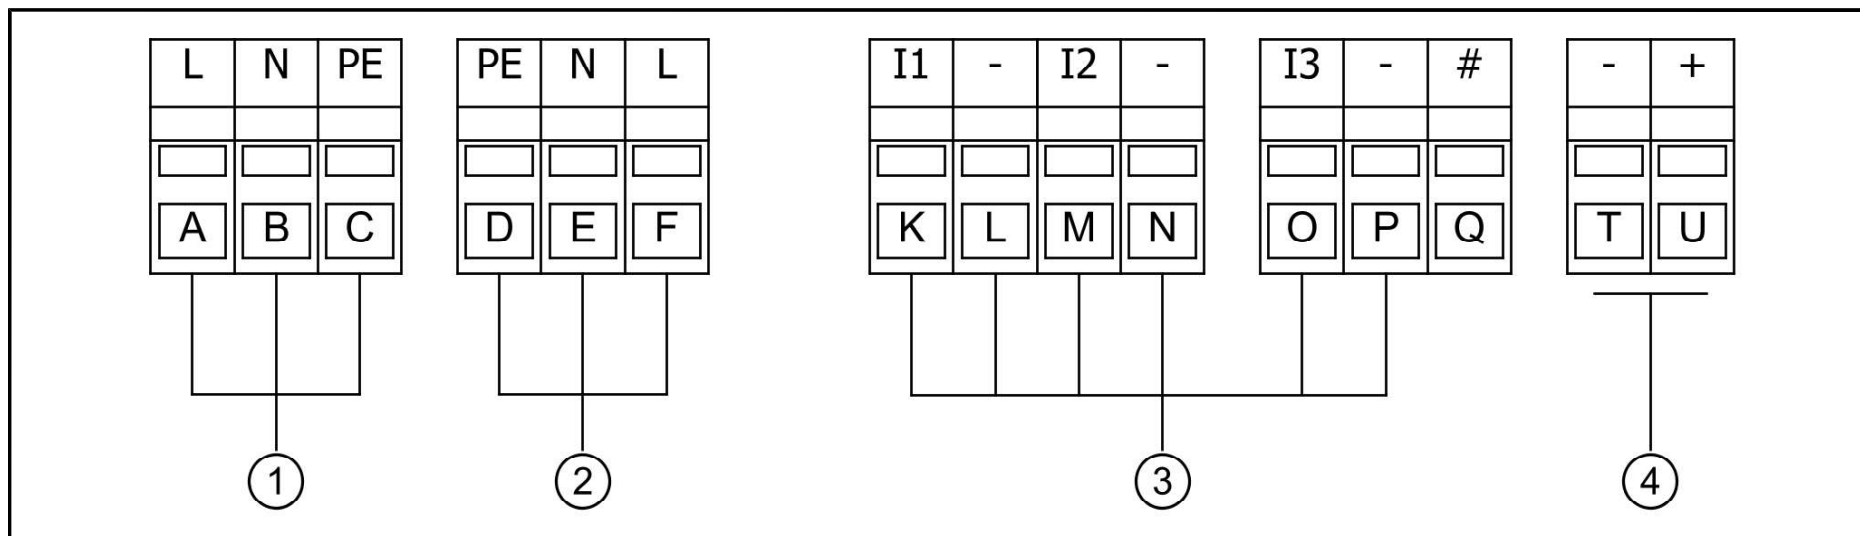 L N PE PE N L I1 - I2 - I3 - # - +
A B C D E F K L M N O P Q T U
1 2 3 4